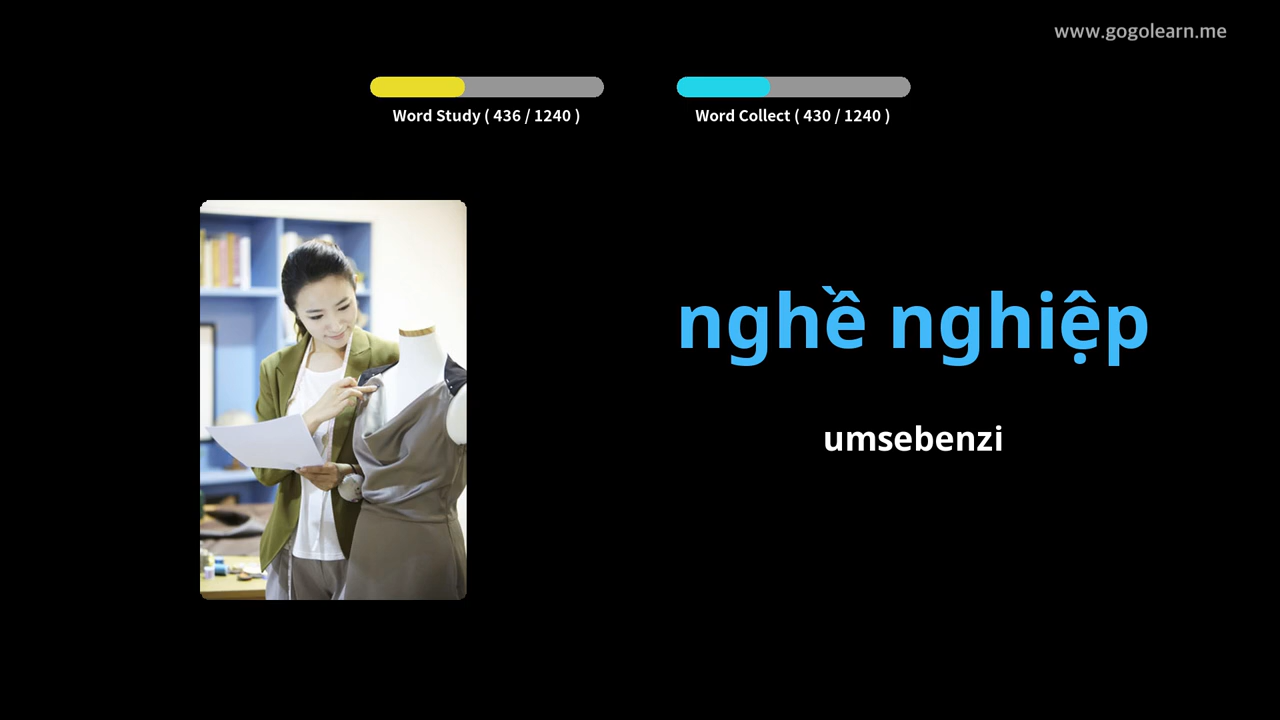 www.gogolearn.me
Word Study ( 436 / 1240 )
Word Collect ( 430 / 1240 )
nghề nghiệp
umsebenzi